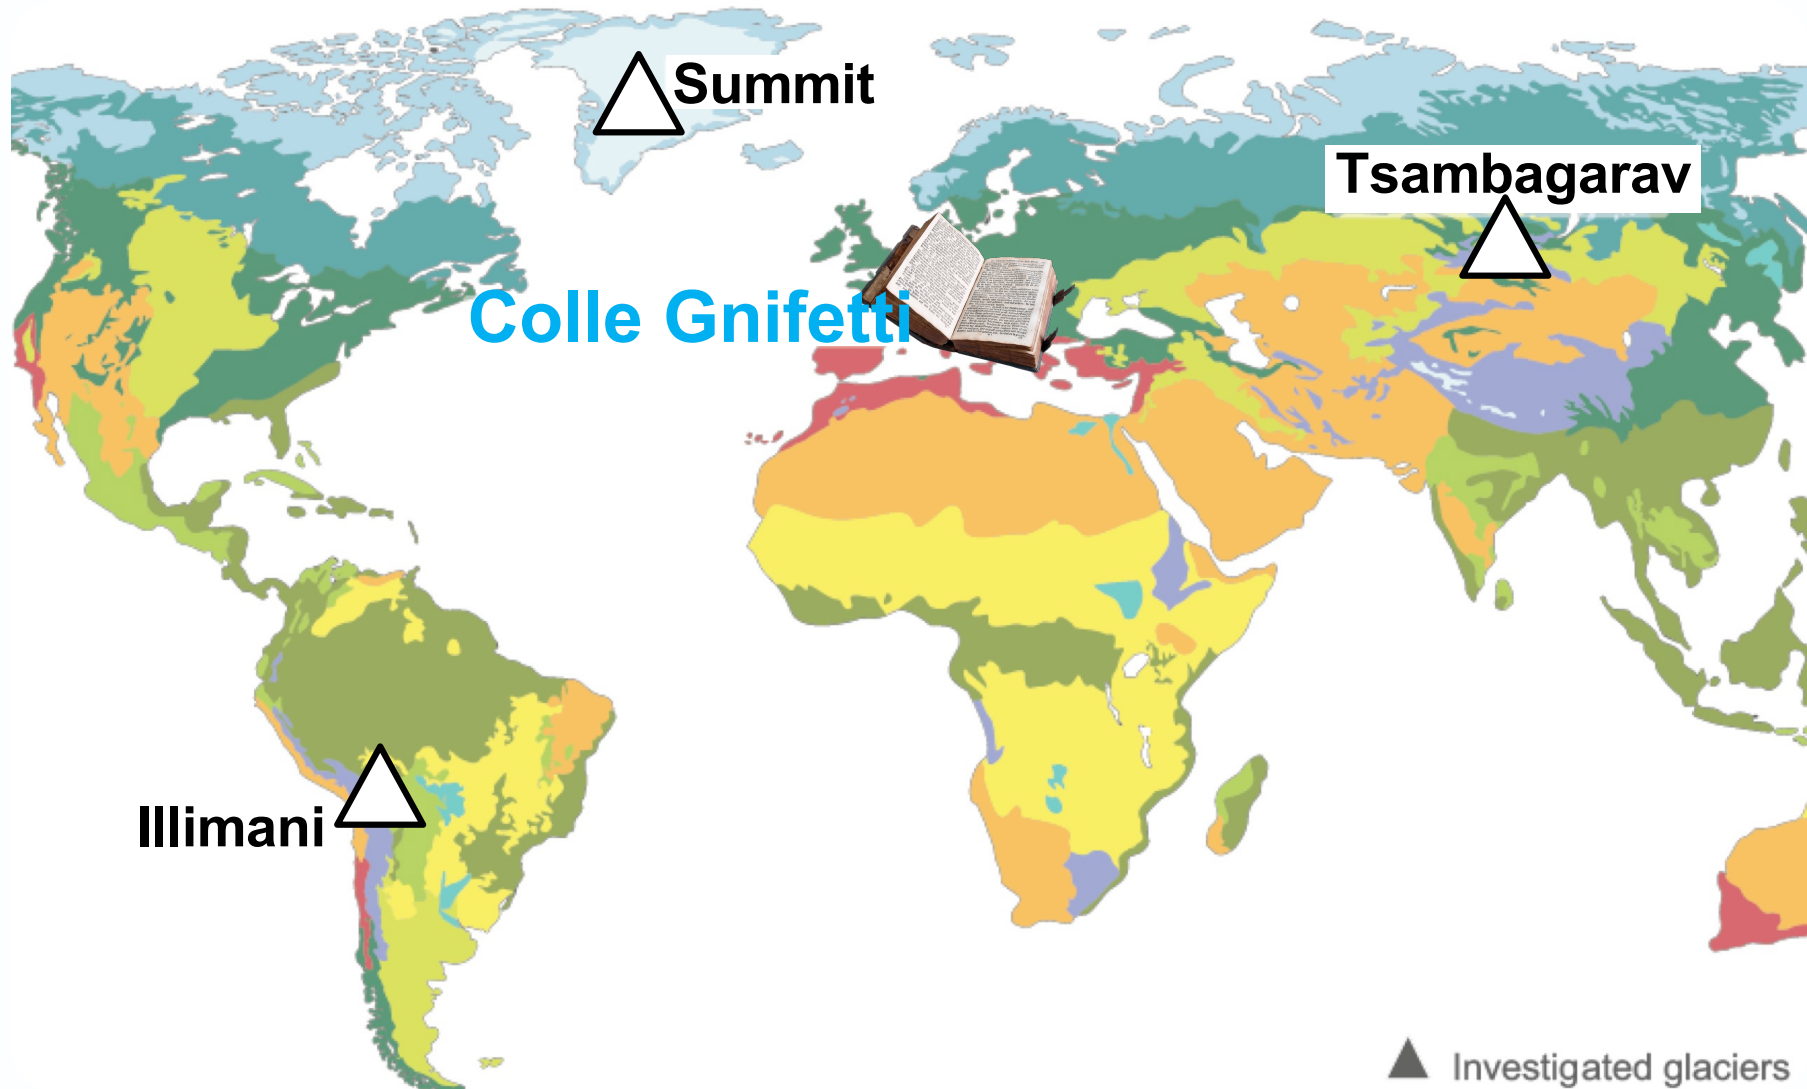 Summit
Tsambagarav
Colle Gnifetti
Illimani
Investigated glaciers